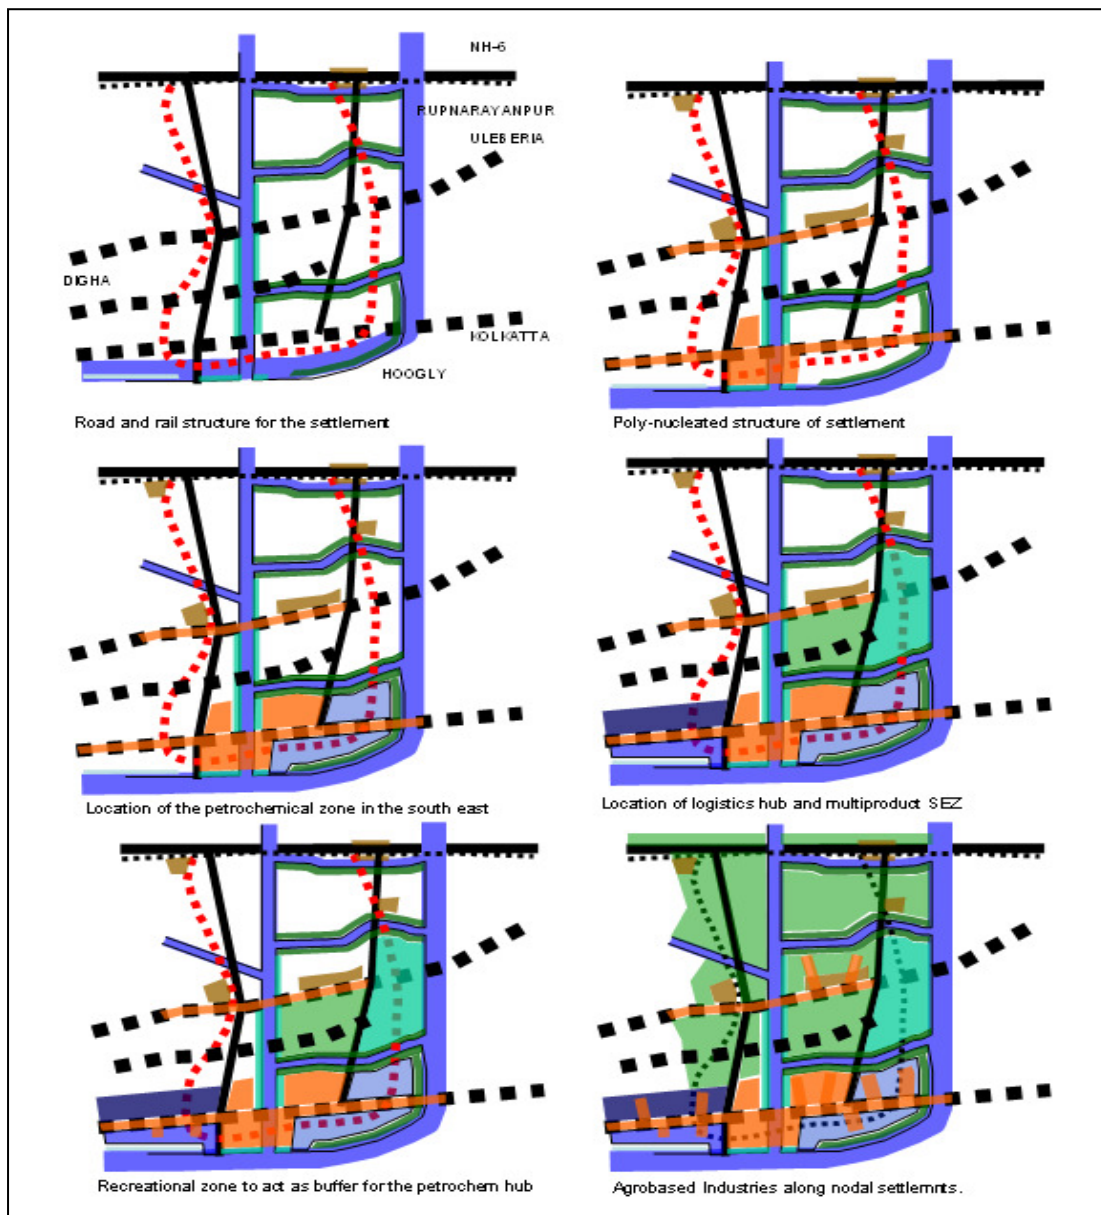 NH-6
RUPNARAYANPUR
ULEBERIA
DIGHA
KOLKATTA
HOOGLY
Road and rail structure for the settlement
Poly-nucleated structure of settlement
Location of the petrochemical zone in the south east
Location of logistics hub and multiproduct SEZ
Recreational zone to act as buffer for the petrochem hub
Agrobased Industries along nodal settlemnts.